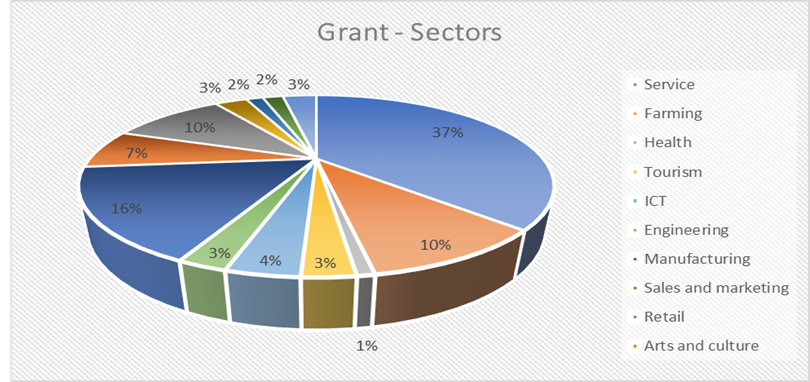 Grant - Sectors
3%
2%
2%
3%
37%
10%
7%
16%
3%
4%
3%
10%
1%
Service
Farming
Health
Tourism
ICT
Engineering
Manufacturing
Sales and marketing
Retail
Arts and culture